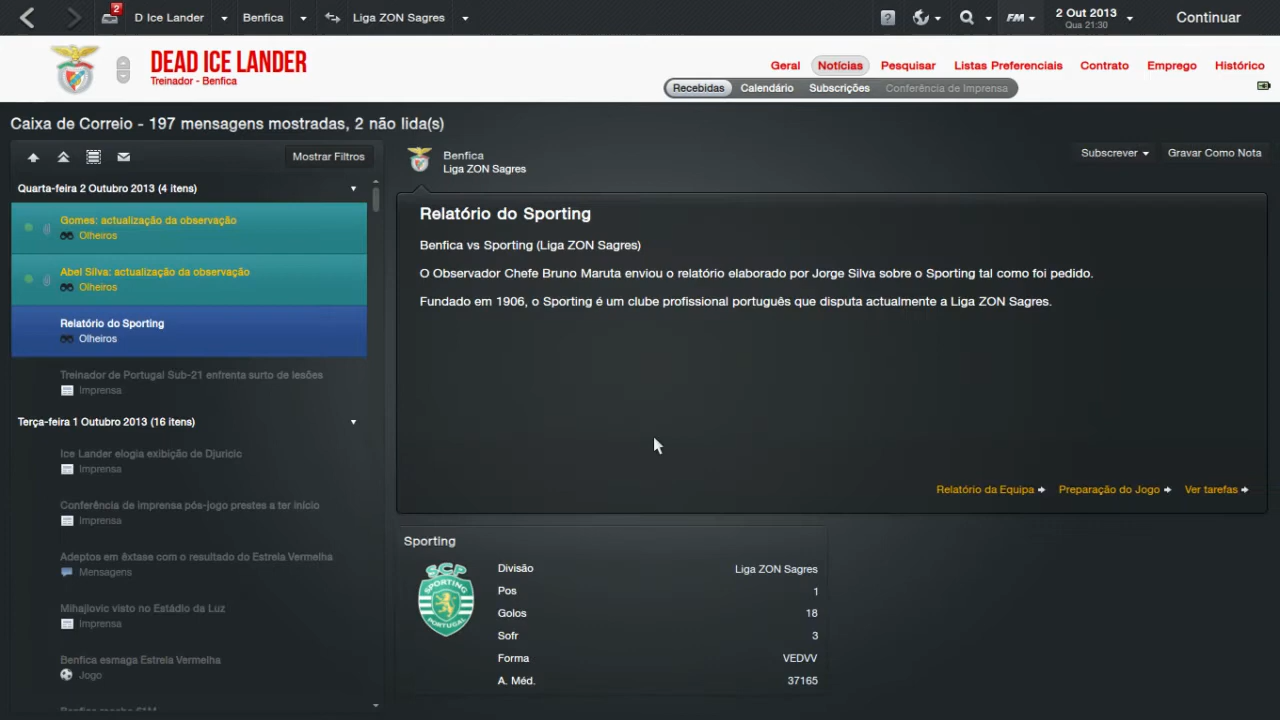 2
D Ice Lander
Benfica
Liga ZON Sagres
FM
2 Out 2013
Qua 21:30
Continuar
DEAD ICE LANDER
Treinador - Benfica
Geral
Notícias
Pesquisar
Listas Preferenciais
Contrato
Emprego
Histórico
Recebidas
Calendário
Subscrições
Conferência de Imprensa
Caixa de Correio - 197 mensagens mostradas, 2 não lida(s)
Mostrar Filtros
Quarta-feira 2 Outubro 2013 (4 itens)
Gomes: actualização da observação
Olheiros
Abel Silva: actualização da observação
Olheiros
Relatório do Sporting
Olheiros
Treinador de Portugal Sub-21 enfrenta surto de lesões
Imprensa
Terça-feira 1 Outubro 2013 (16 itens)
Ice Lander elogia exibição de Djuricic
Imprensa
Conferência de imprensa pós-jogo prestes a ter início
Imprensa
Adeptos em êxtase com o resultado do Estrela Vermelha
Mensagens
Mihajlovic visto no Estádio da Luz
Imprensa
Benfica esmaga Estrela Vermelha
Jogo
Benfica
Liga ZON Sagres
Subscrever
Gravar Como Nota
Relatório do Sporting
Benfica vs Sporting (Liga ZON Sagres)
O Observador Chefe Bruno Maruta enviou o relatório elaborado por Jorge Silva sobre o Sporting tal como foi pedido.
Fundado em 1906, o Sporting é um clube profissional português que disputa actualmente a Liga ZON Sagres.
Relatório da Equipa
Preparação do Jogo
Ver tarefas
Sporting
SCP
SPORTING
PORTUGAL
Divisão Liga ZON Sagres
Pos 1
Golos 18
Sofr 3
Forma VEDVV
A. Méd. 37165